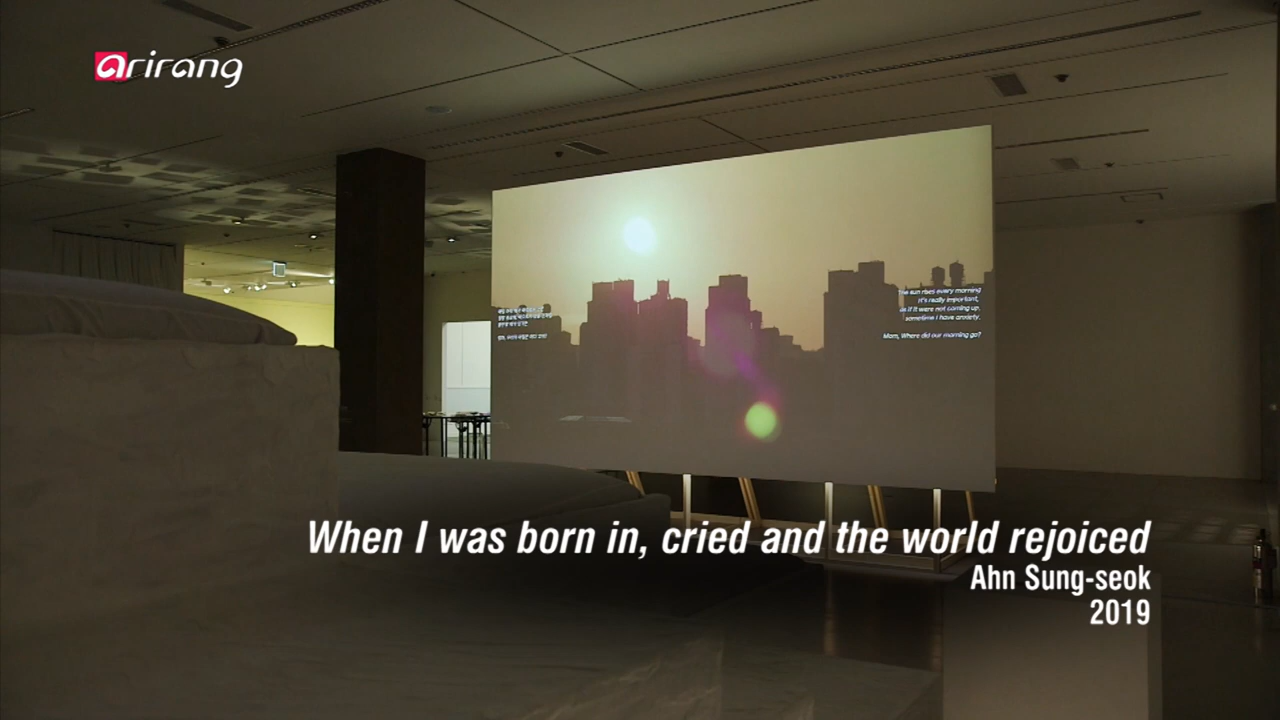 arirang
The sun rises every morning
it's really important,
as if it were not coming up,
sometime I have anxiety.
Mom, Where did our morning go?
When I was born in, cried and the world rejoiced
Ahn Sung-seok
2019